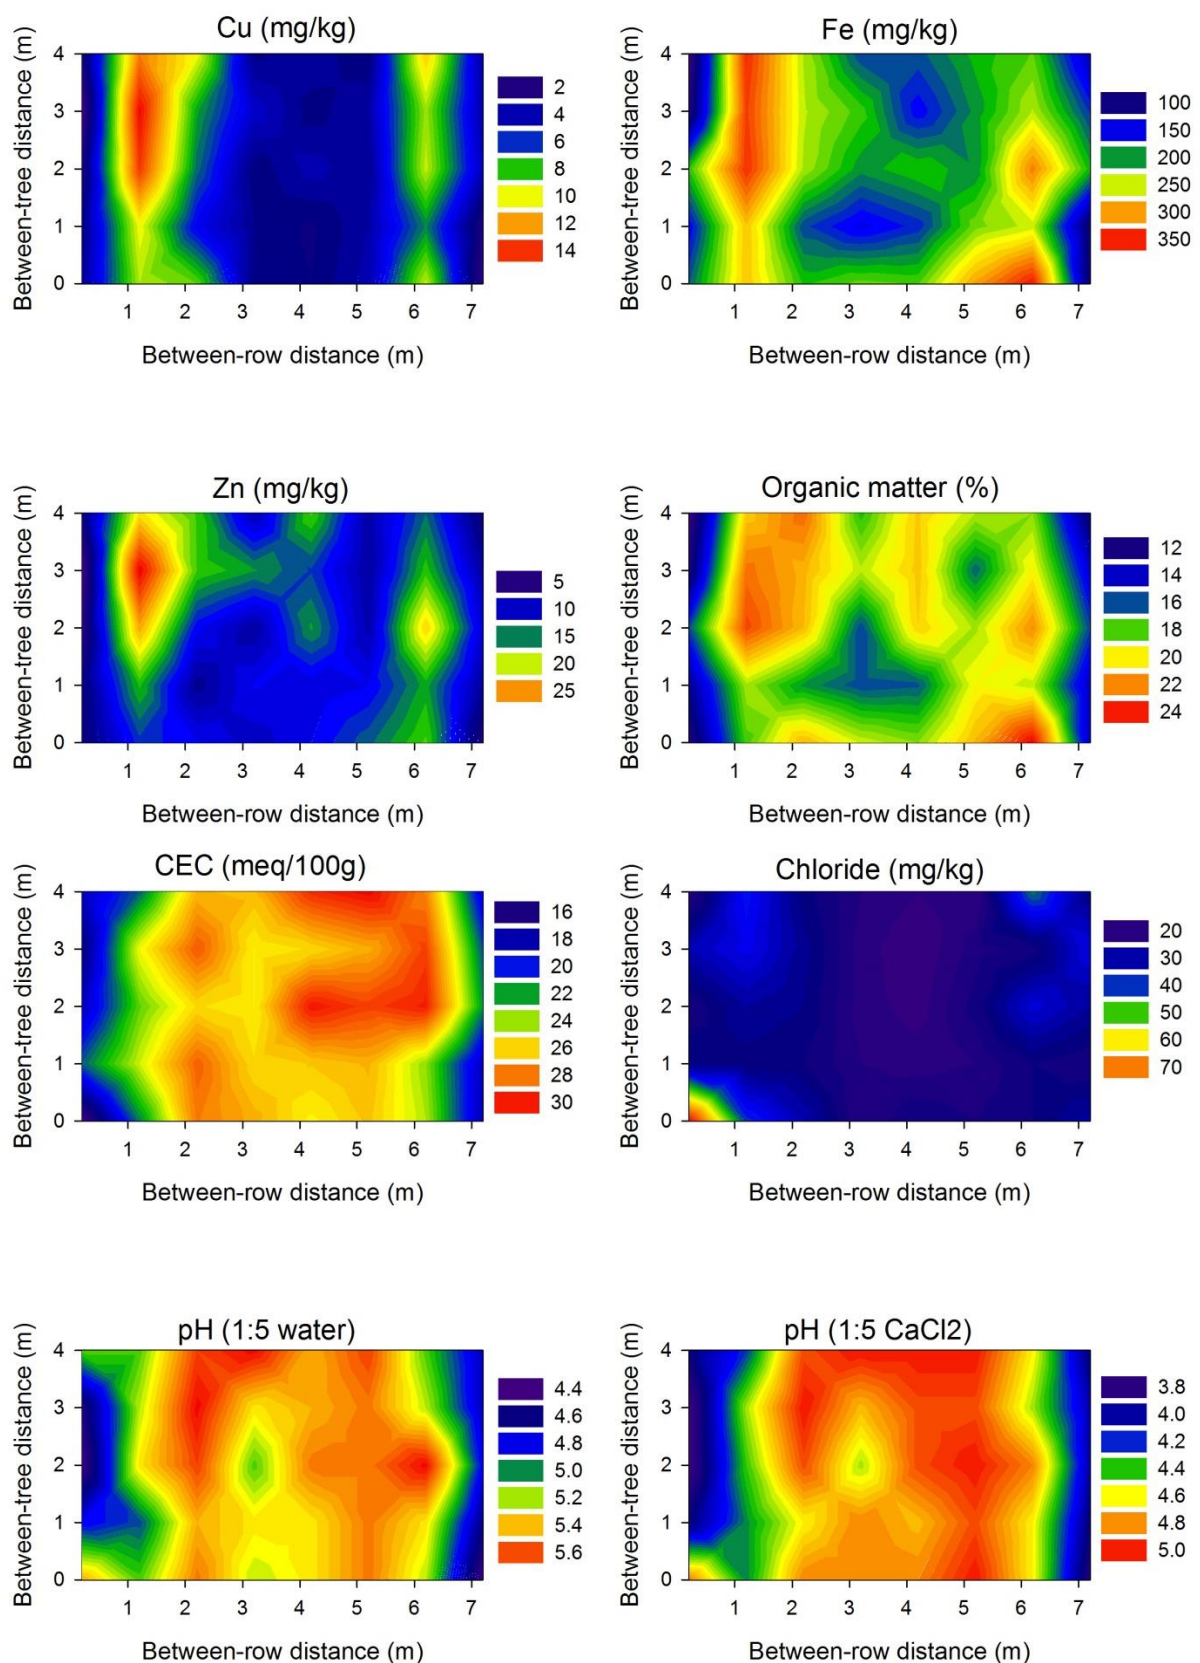 Cu (mg/kg)
Between-tree distance (m)
4
3
2
1
0
1 2 3 4 5 6 7
Between-row distance (m)
2
4
6
8
10
12
14
Fe (mg/kg)
Between-tree distance (m)
4
3
2
1
0
1 2 3 4 5 6 7
Between-row distance (m)
100
150
200
250
300
350
Zn (mg/kg)
Between-tree distance (m)
4
3
2
1
0
1 2 3 4 5 6 7
Between-row distance (m)
5
10
15
20
25
Organic matter (%)
Between-tree distance (m)
4
3
2
1
0
1 2 3 4 5 6 7
Between-row distance (m)
12
14
16
18
20
22
24
CEC (meq/100g)
Between-tree distance (m)
4
3
2
1
0
1 2 3 4 5 6 7
Between-row distance (m)
16
18
20
22
24
26
28
30
Chloride (mg/kg)
Between-tree distance (m)
4
3
2
1
0
1 2 3 4 5 6 7
Between-row distance (m)
20
30
40
50
60
70
pH (1:5 water)
Between-tree distance (m)
4
3
2
1
0
1 2 3 4 5 6 7
Between-row distance (m)
4.4
4.6
4.8
5.0
5.2
5.4
5.6
pH (1:5 CaCl2)
Between-tree distance (m)
4
3
2
1
0
1 2 3 4 5 6 7
Between-row distance (m)
3.8
4.0
4.2
4.4
4.6
4.8
5.0